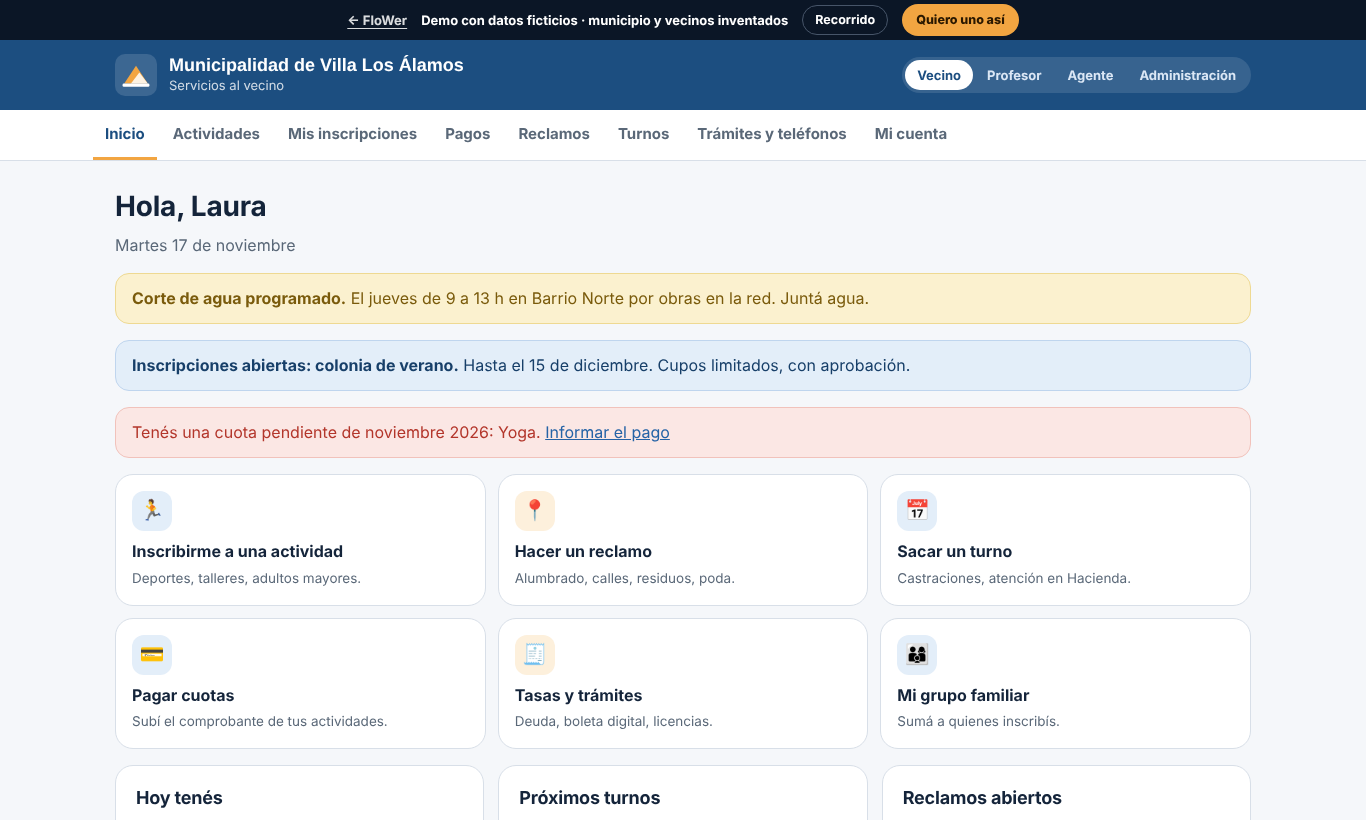 ← FloWer Demo con datos ficticios · municipio y vecinos inventados Recorrido Quiero uno así
Municipalidad de Villa Los Álamos
Servicios al vecino
Vecino Profesor Agente Administración
Inicio Actividades Mis inscripciones Pagos Reclamos Turnos Trámites y teléfonos Mi cuenta
Hola, Laura
Martes 17 de noviembre
Corte de agua programado. El jueves de 9 a 13 h en Barrio Norte por obras en la red. Juntá agua.
Inscripciones abiertas: colonia de verano. Hasta el 15 de diciembre. Cupos limitados, con aprobación.
Tenés una cuota pendiente de noviembre 2026: Yoga. Informar el pago
Inscribirme a una actividad
Deportes, talleres, adultos mayores.
Hacer un reclamo
Alumbrado, calles, residuos, poda.
Sacar un turno
Castraciones, atención en Hacienda.
Pagar cuotas
Subí el comprobante de tus actividades.
Tasas y trámites
Deuda, boleta digital, licencias.
Mi grupo familiar
Sumá a quienes inscribís.
Hoy tenés
Próximos turnos
Reclamos abiertos